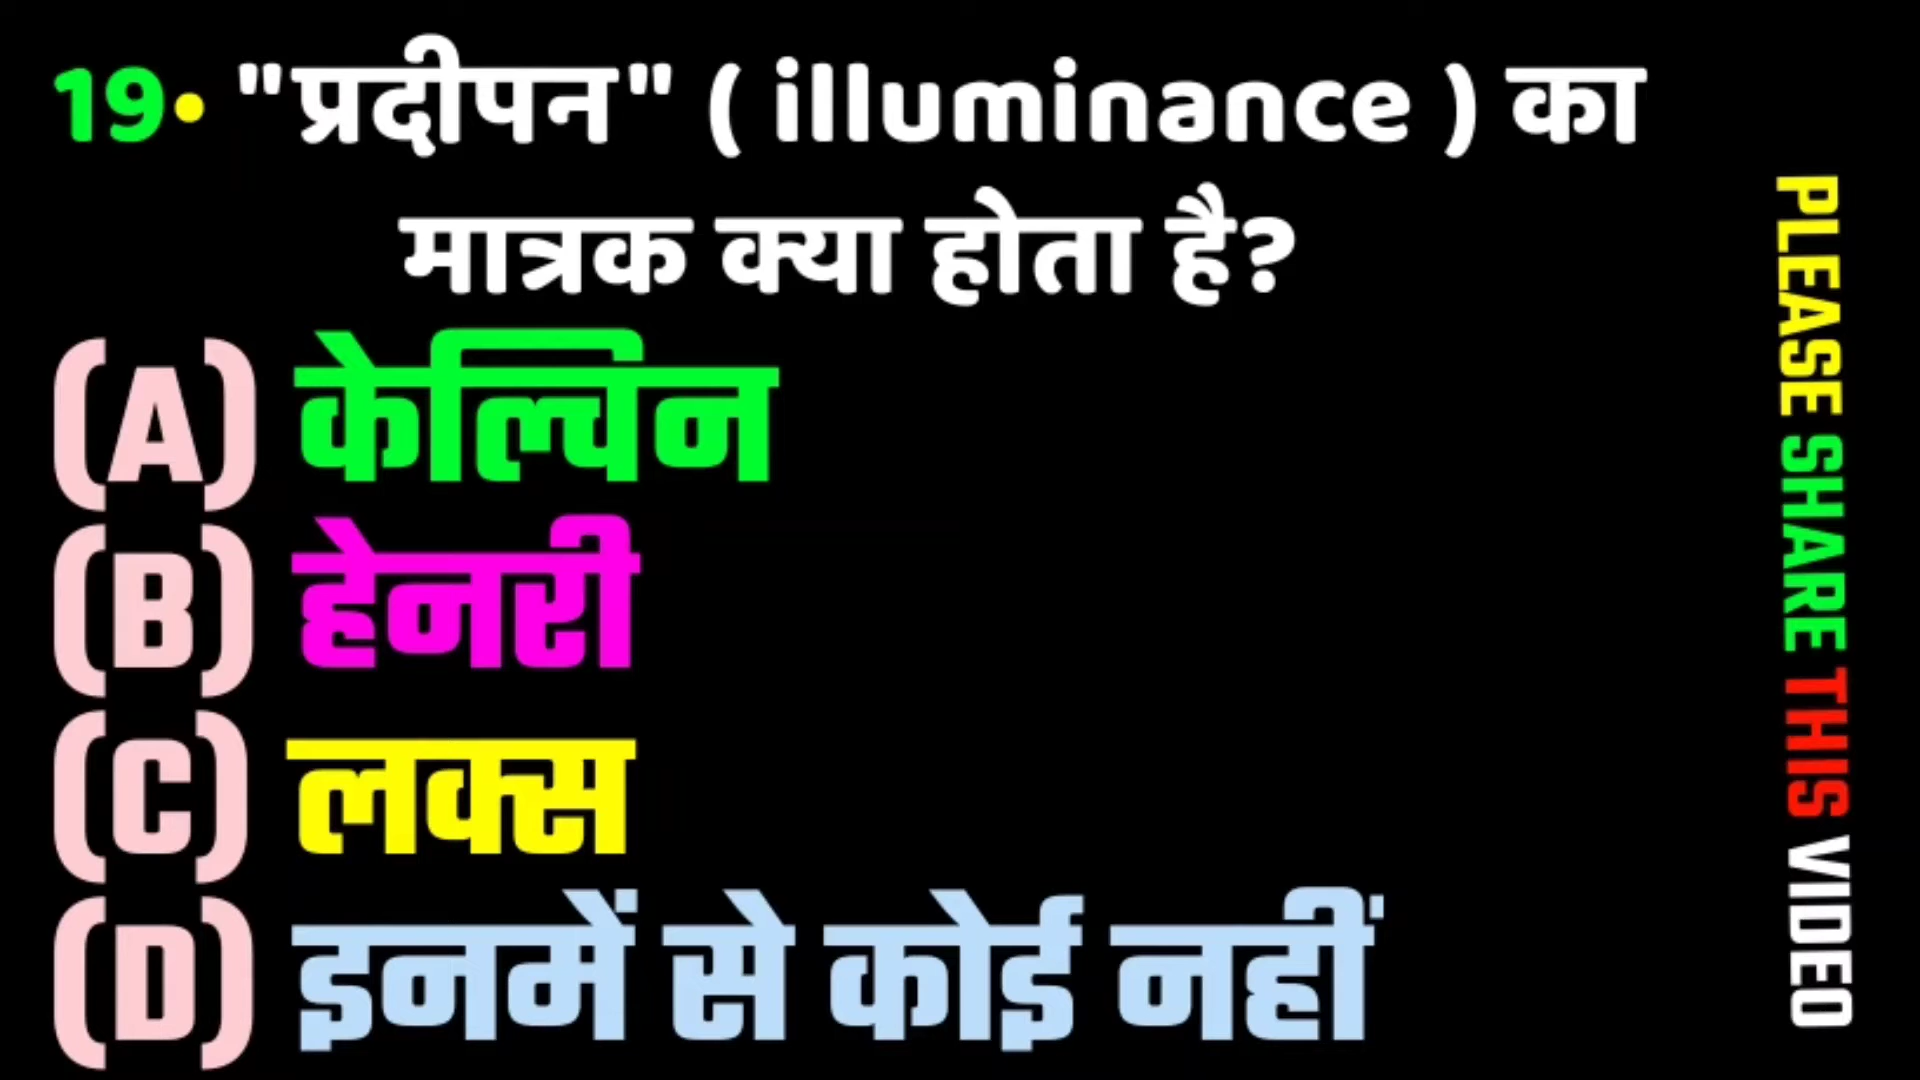 19• "प्रदीपन" ( illuminance ) का
मात्रक क्या होता है?
(A) केल्विन
(B) हेनरी
(C) लक्स
(D) इनमें से कोई नहीं
PLEASE SHARE THIS VIDEO